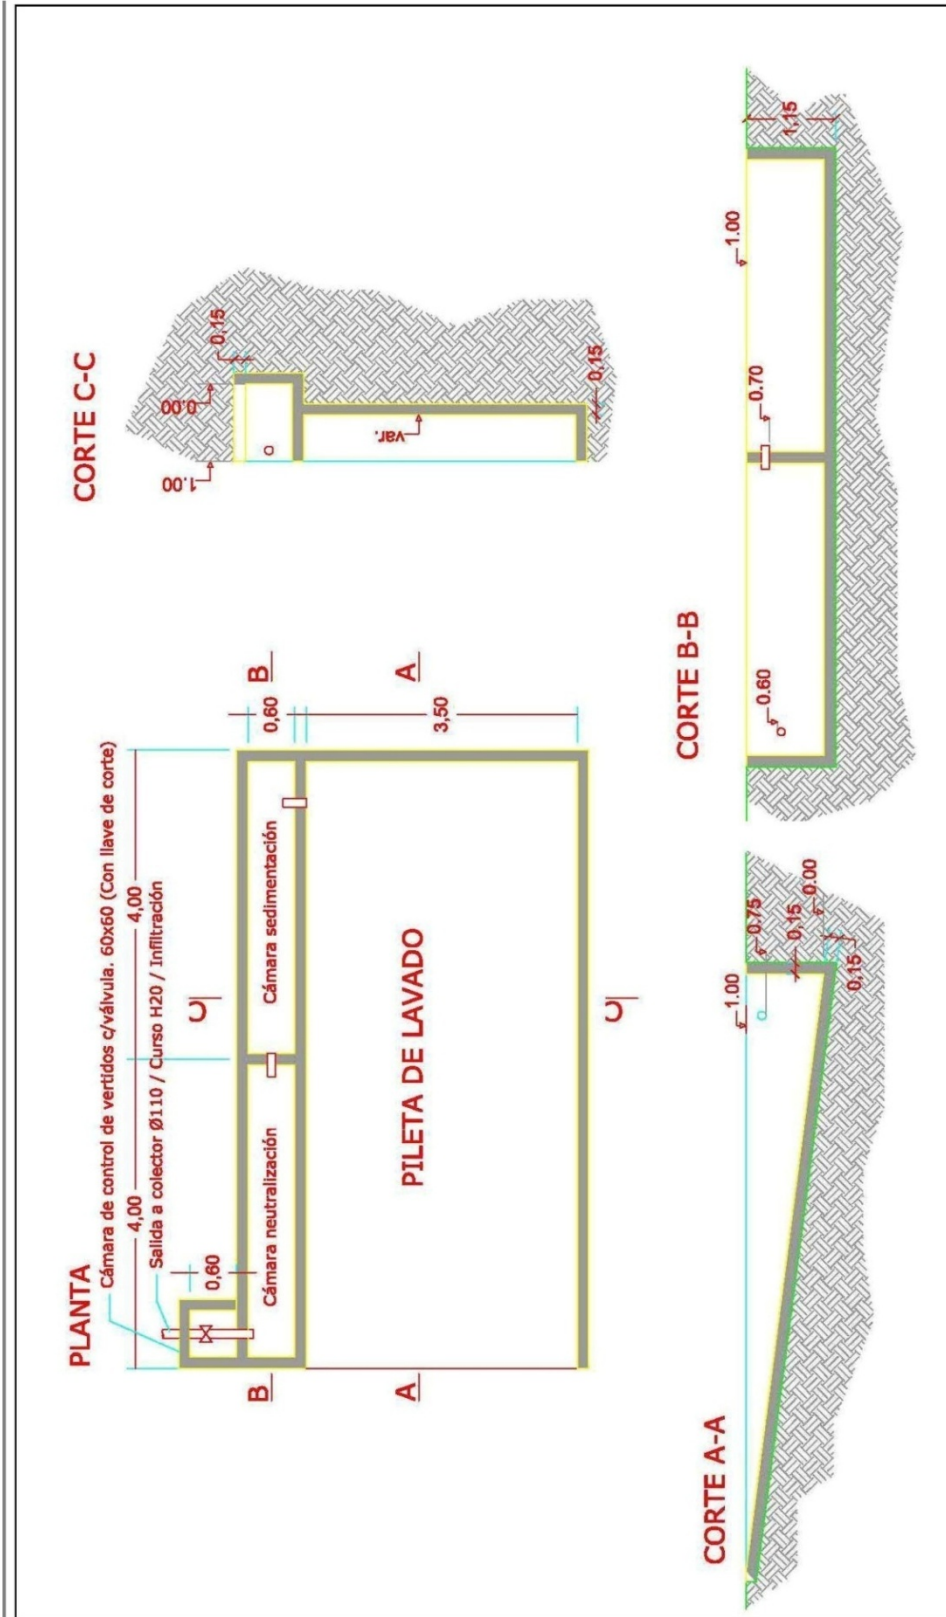 PLANTA
Cámara de control de vertidos c/válvula. 60x60 (Con llave de corte)
4,00
4,00
Salida a colector Ø110 / Curso H20 / Infiltración
0,60
C
B
B
0,60
Cámara neutralización
Cámara sedimentación
A
A
3,50
PILETA DE LAVADO
C
CORTE C-C
1.00
0.00
0,15
var.
0,15
CORTE A-A
1.00
0.75
0,15
0.00
0,15
CORTE B-B
0.60
0.70
1.00
1,15